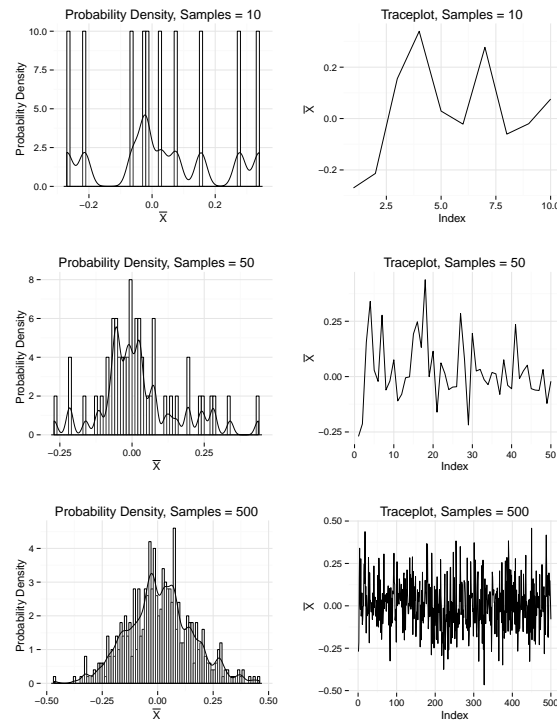 Probability Density, Samples = 10
Probability Density
10.0
7.5
5.0
2.5
0.0
−0.2 0.0 0.2
X
Traceplot, Samples = 10
X
0.2
0.0
−0.2
2.5 5.0 7.5 10.0
Index
Probability Density, Samples = 50
Probability Density
8
6
4
2
0
−0.25 0.00 0.25
X
Traceplot, Samples = 50
X
0.25
0.00
−0.25
0 10 20 30 40 50
Index
Probability Density, Samples = 500
Probability Density
4
3
2
1
0
−0.50 −0.25 0.00 0.25 0.50
X
Traceplot, Samples = 500
X
0.50
0.25
0.00
−0.25
−0.50
0 100 200 300 400 500
Index